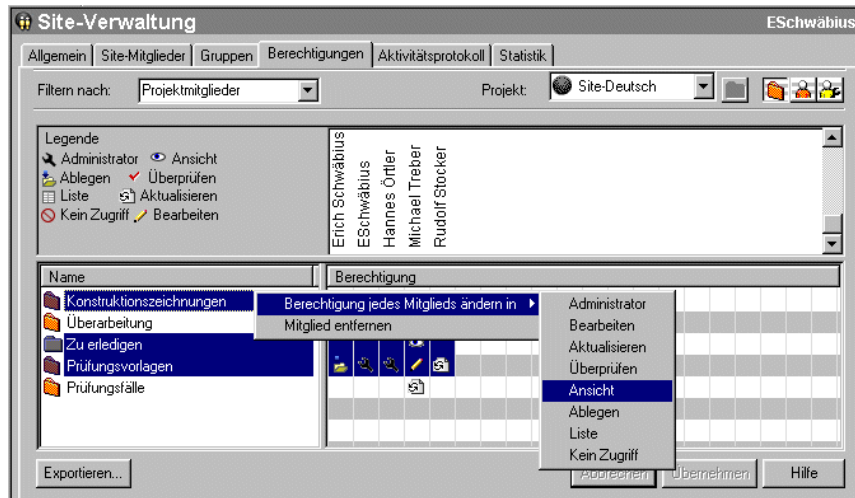 Site-Verwaltung
ESchwäbius
Allgemein Site-Mitglieder Gruppen Berechtigungen Aktivitätsprotokoll Statistik
Filtern nach: Projektmitglieder Projekt: Site-Deutsch
Legende
Administrator Ansicht
Ablegen Überprüfen
Liste Aktualisieren
Kein Zugriff Bearbeiten
Erich Schwäbius
ESchwäbius
Hannes Örtler
Michael Treber
Rudolf Stocker
Name Berechtigung
Konstruktionszeichnungen
Überarbeitung
Zu erledigen
Prüfungsvorlagen
Prüfungsfälle
Berechtigung jedes Mitglieds ändern in
Mitglied entfernen
Administrator
Bearbeiten
Aktualisieren
Überprüfen
Ansicht
Ablegen
Liste
Kein Zugriff
Exportieren... Abbrechen Übernehmen Hilfe